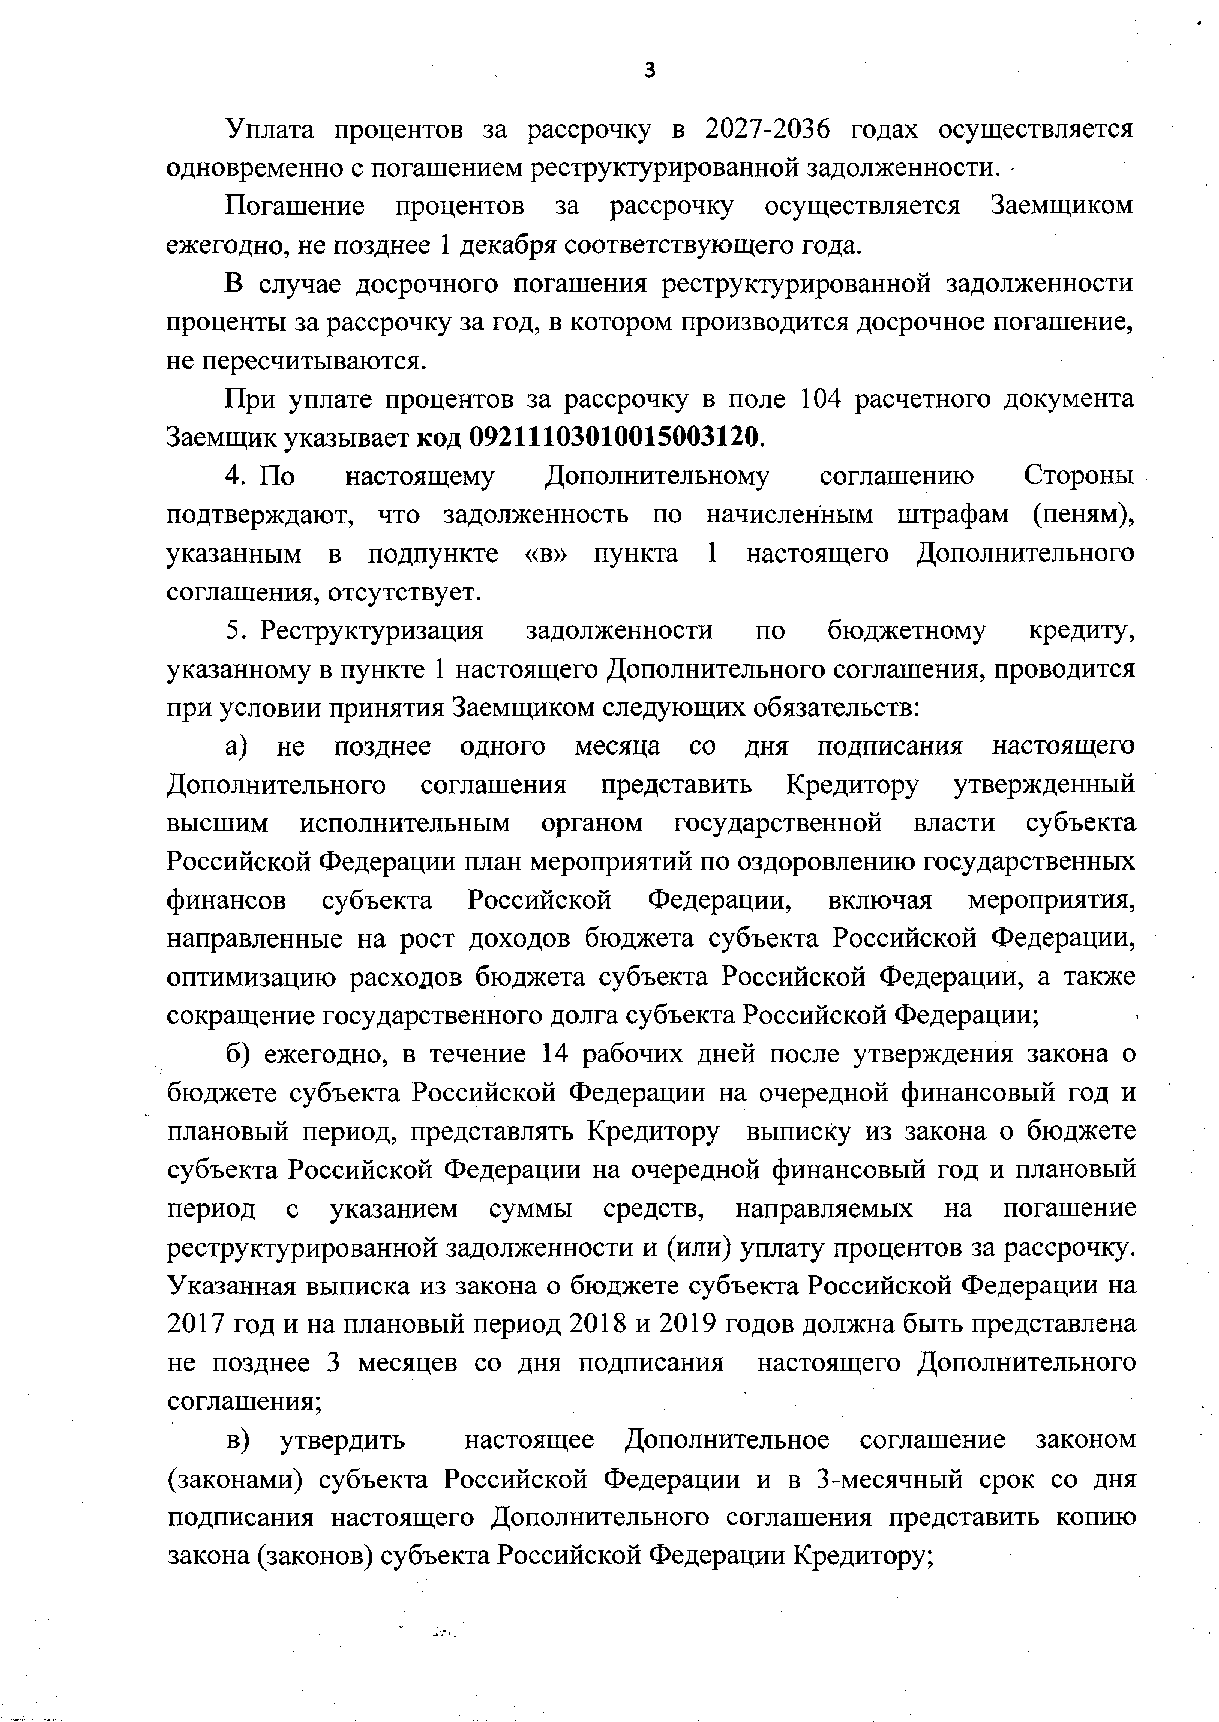 3
Уплата процентов за рассрочку в 2027-2036 годах осуществляется
одновременно с погашением реструктурированной задолженности.
Погашение процентов за рассрочку осуществляется Заемщиком
ежегодно, не позднее 1 декабря соответствующего года.
В случае досрочного погашения реструктурированной задолженности
проценты за рассрочку за год, в котором производится досрочное погашение,
не пересчитываются.
При уплате процентов за рассрочку в поле 104 расчетного документа
Заемщик указывает код 09211103010015003120.
4. По настоящему Дополнительному соглашению Стороны
подтверждают, что задолженность по начисленным штрафам (пеням),
указанным в подпункте «в» пункта 1 настоящего Дополнительного
соглашения, отсутствует.
5. Реструктуризация задолженности по бюджетному кредиту,
указанному в пункте 1 настоящего Дополнительного соглашения, проводится
при условии принятия Заемщиком следующих обязательств:
а) не позднее одного месяца со дня подписания настоящего
Дополнительного соглашения представить Кредитору утвержденный
высшим исполнительным органом государственной власти субъекта
Российской Федерации план мероприятий по оздоровлению государственных
финансов субъекта Российской Федерации, включая мероприятия,
направленные на рост доходов бюджета субъекта Российской Федерации,
оптимизацию расходов бюджета субъекта Российской Федерации, а также
сокращение государственного долга субъекта Российской Федерации;
б) ежегодно, в течение 14 рабочих дней после утверждения закона о
бюджете субъекта Российской Федерации на очередной финансовый год и
плановый период, представлять Кредитору выписку из закона о бюджете
субъекта Российской Федерации на очередной финансовый год и плановый
период с указанием суммы средств, направляемых на погашение
реструктурированной задолженности и (или) уплату процентов за рассрочку.
Указанная выписка из закона о бюджете субъекта Российской Федерации на
2017 год и на плановый период 2018 и 2019 годов должна быть представлена
не позднее 3 месяцев со дня подписания настоящего Дополнительного
соглашения;
в) утвердить настоящее Дополнительное соглашение законом
(законами) субъекта Российской Федерации и в 3-месячный срок со дня
подписания настоящего Дополнительного соглашения представить копию
закона (законов) субъекта Российской Федерации Кредитору;